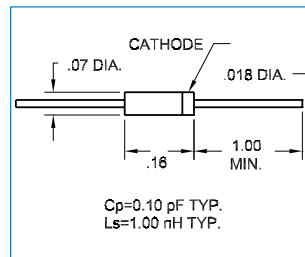 CATHODE
.07 DIA.
.018 DIA.
.16
1.00
MIN.
Cp=0.10 pF TYP.
Ls=1.00 nH TYP.